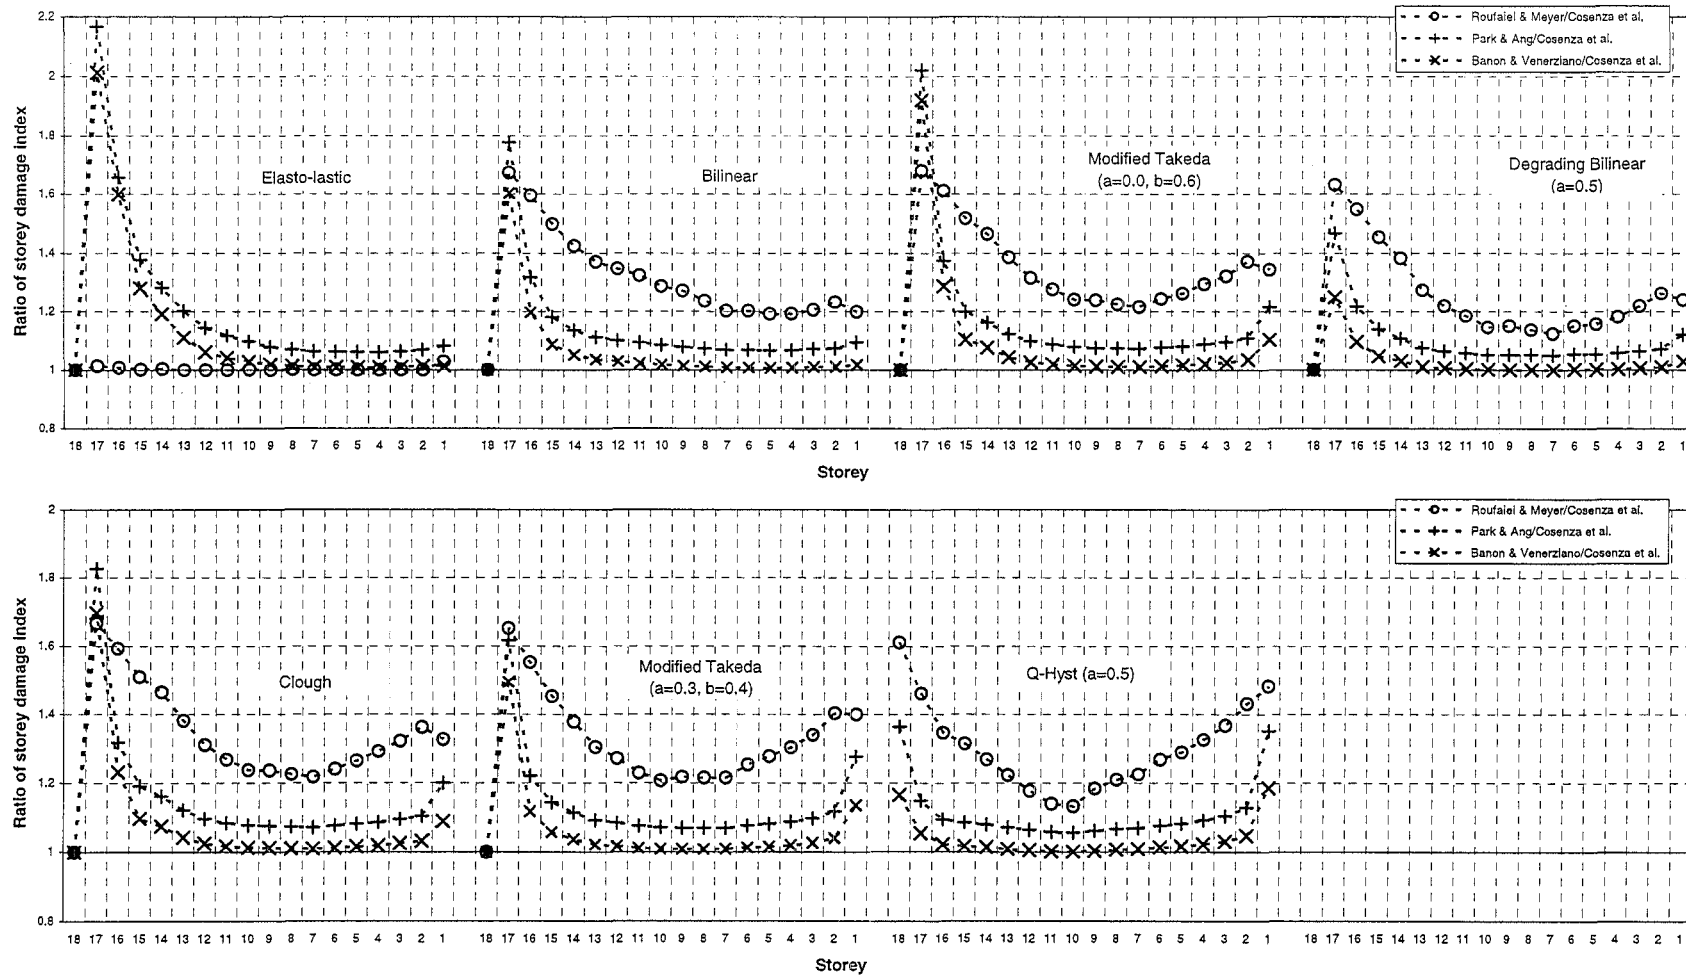 Roufaiel & Meyer/Cosenza et al.
Park & Ang/Cosenza et al.
Banon & Venerziano/Cosenza et al.
Ratio of storey damage index
2.2
2
1.8
1.6
1.4
1.2
1
0.8
Elasto-lastic
Bilinear
Modified Takeda
(a=0.0, b=0.6)
Degrading Bilinear
(a=0.5)
18 17 16 15 14 13 12 11 10 9 8 7 6 5 4 3 2 1 18 17 16 15 14 13 12 11 10 9 8 7 6 5 4 3 2 1 18 17 16 15 14 13 12 11 10 9 8 7 6 5 4 3 2 1 18 17 16 15 14 13 12 11 10 9 8 7 6 5 4 3 2 1
Storey
Roufaiel & Meyer/Cosenza et al.
Park & Ang/Cosenza et al.
Banon & Venerziano/Cosenza et al.
Ratio of storey damage index
2
1.8
1.6
1.4
1.2
1
0.8
Clough
Modified Takeda
(a=0.3, b=0.4)
Q-Hyst (a=0.5)
18 17 16 15 14 13 12 11 10 9 8 7 6 5 4 3 2 1 18 17 16 15 14 13 12 11 10 9 8 7 6 5 4 3 2 1 18 17 16 15 14 13 12 11 10 9 8 7 6 5 4 3 2 1 18 17 16 15 14 13 12 11 10 9 8 7 6 5 4 3 2 1
Storey